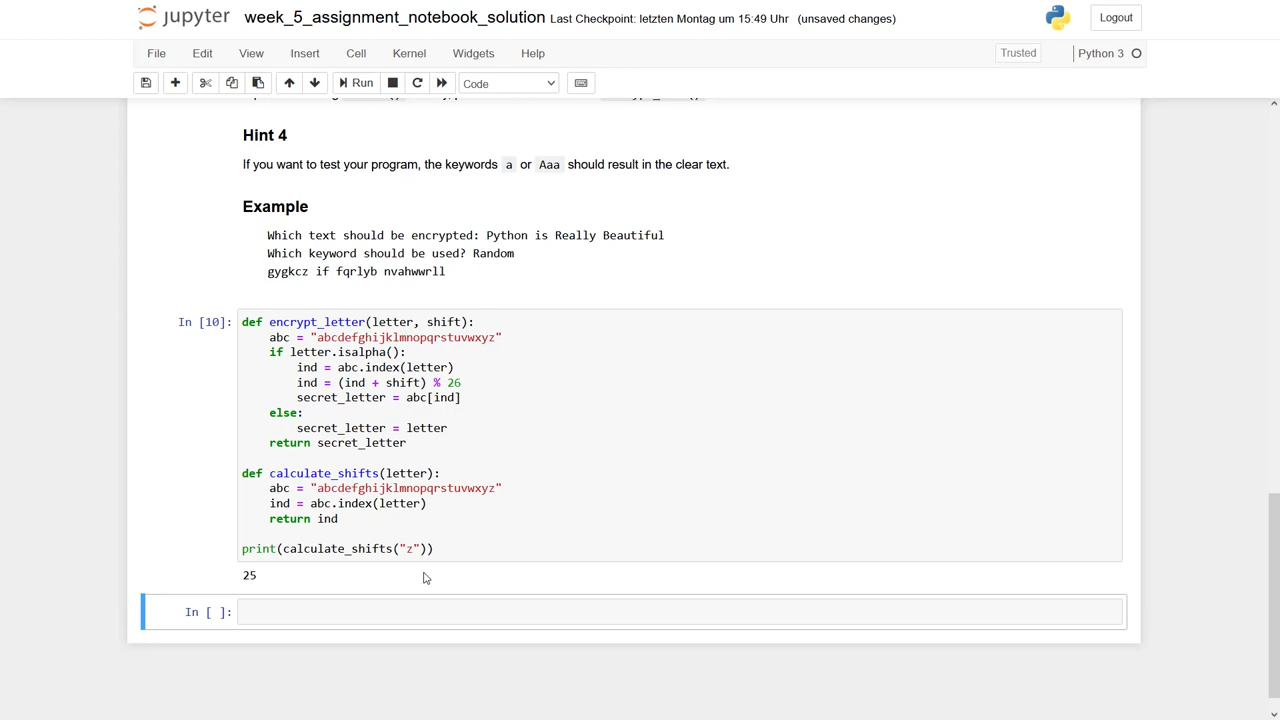 jupyter week_5_assignment_notebook_solution Last Checkpoint: letzten Montag um 15:49 Uhr (unsaved changes) Logout
File Edit View Insert Cell Kernel Widgets Help Trusted Python 3
Run Code
Hint 4
If you want to test your program, the keywords a or Aaa should result in the clear text.
Example
Which text should be encrypted: Python is Really Beautiful
Which keyword should be used? Random
gygkcz if fqrlyb nvahwwrll
In [10]: def encrypt_letter(letter, shift):
    abc = "abcdefghijklmnopqrstuvwxyz"
    if letter.isalpha():
        ind = abc.index(letter)
        ind = (ind + shift) % 26
        secret_letter = abc[ind]
    else:
        secret_letter = letter
    return secret_letter
def calculate_shifts(letter):
    abc = "abcdefghijklmnopqrstuvwxyz"
    ind = abc.index(letter)
    return ind
print(calculate_shifts("z"))
25
In [ ]: